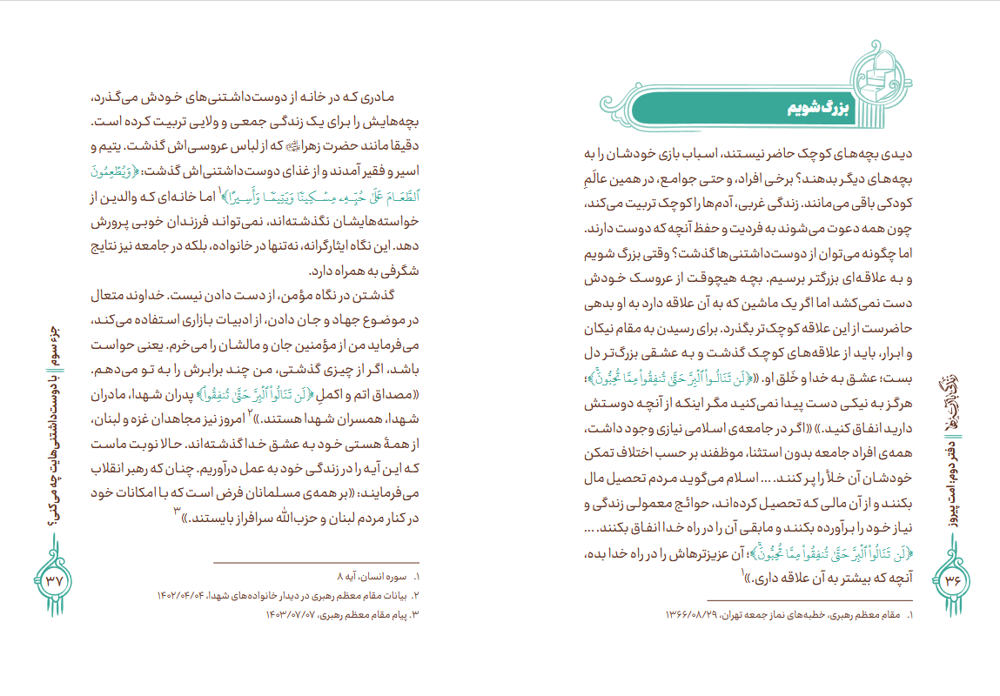 بزرگ شویم
دیدی بچه‌های کوچک حاضر نیستند، اسباب بازی خودشان را به
بچه‌های دیگر بدهند؟ برخی افراد، و حتی جوامع، در همین عالَمِ
کودکی باقی می‌مانند. زندگی غربی، آدم‌ها را کوچک تربیت می‌کند،
چون همه دعوت می‌شوند به فردیت و حفظ آنچه که دوست دارند.
اما چگونه می‌توان از دوست‌داشتنی‌ها گذشت؟ وقتی بزرگ شویم
و به علاقه‌ای بزرگتر برسیم. بچه هیچوقت از عروسک خودش
دست نمی‌کشد اما اگر یک ماشین که به آن علاقه دارد به او بدهی
حاضرست از این علاقه کوچک‌تر بگذرد. برای رسیدن به مقام نیکان
و ابرار، باید از علاقه‌های کوچک گذشت و به عشقی بزرگ‌تر دل
بست؛ عشق به خدا و خَلق او. «﴿لَن تَنَالُوا۟ ٱلۡبِرَّ حَتَّىٰ تُنفِقُوا۟ مِمَّا تُحِبُّونَۚ﴾؛
هرگز به نیکی دست پیدا نمی‌کنید مگر اینکه از آنچه دوستش
دارید انفاق کنید.» «اگر در جامعه‌ی اسلامی نیازی وجود داشت،
همه‌ی افراد جامعه بدون استثنا، موظفند بر حسب اختلاف تمکن
خودشان آن خلأ را پر کنند. ... اسلام می‌گوید مردم تحصیل مال
بکنند و از آن مالی که تحصیل کرده‌اند، حوائج معمولی زندگی و
نیاز خود را برآورده بکنند و مابقی آن را در راه خدا انفاق بکنند. ...
﴿لَن تَنَالُوا۟ ٱلۡبِرَّ حَتَّىٰ تُنفِقُوا۟ مِمَّا تُحِبُّونَۚ﴾؛ آن عزیزترهاش را در راه خدا بده،
آنچه که بیشتر به آن علاقه داری.»۱
۱. مقام معظم رهبری، خطبه‌های نماز جمعه تهران، ۱۳۶۶/۰۸/۲۹
دفتر دوم: امت پیروز
۳۶
مادری که در خانه از دوست‌داشتنی‌های خودش می‌گذرد،
بچه‌هایش را برای یک زندگی جمعی و ولایی تربیت کرده است.
دقیقا مانند حضرت زهرا که از لباس عروسی‌اش گذشت. یتیم و
اسیر و فقیر آمدند و از غذای دوست‌داشتنی‌اش گذشت: ﴿وَيُطۡعِمُونَ
ٱلطَّعَامَ عَلَىٰ حُبِّهِۦ مِسۡكِينٗا وَيَتِيمٗا وَأَسِيرًا﴾۱ اما خانه‌ای که والدین از
خواسته‌هایشان نگذشته‌اند، نمی‌تواند فرزندان خوبی پرورش
دهد. این نگاه ایثارگرانه، نه‌تنها در خانواده، بلکه در جامعه نیز نتایج
شگرفی به همراه دارد.
گذشتن در نگاه مؤمن، از دست دادن نیست. خداوند متعال
در موضوع جهاد و جان دادن، از ادبیات بازاری استفاده می‌کند،
می‌فرماید من از مؤمنین جان و مالشان را می‌خرم. یعنی حواست
باشد، اگر از چیزی گذشتی، من چند برابرش را به تو می‌دهم.
«مصداق اتم و اکملِ ﴿لَن تَنَالُوا۟ ٱلۡبِرَّ حَتَّىٰ تُنفِقُوا۟﴾ پدران شهدا، مادران
شهدا، همسران شهدا هستند.»۲ امروز نیز مجاهدان غزه و لبنان،
از همهٔ هستی خود به عشق خدا گذشته‌اند. حالا نوبت ماست
که این آیه را در زندگی خود به عمل درآوریم. چنان که رهبر انقلاب
می‌فرمایند: «بر همه‌ی مسلمانان فرض است که با امکانات خود
در کنار مردم لبنان و حزب‌الله سرافراز بایستند.»۳
۱. سوره انسان، آیه ۸
۲. بیانات مقام معظم رهبری در دیدار خانواده‌های شهدا، ۱۴۰۲/۰۴/۰۴
۳. پیام مقام معظم رهبری، ۱۴۰۳/۰۷/۰۷
جزء سوم || با دوست‌داشتنی‌هایت چه می‌کنی؟
۳۷